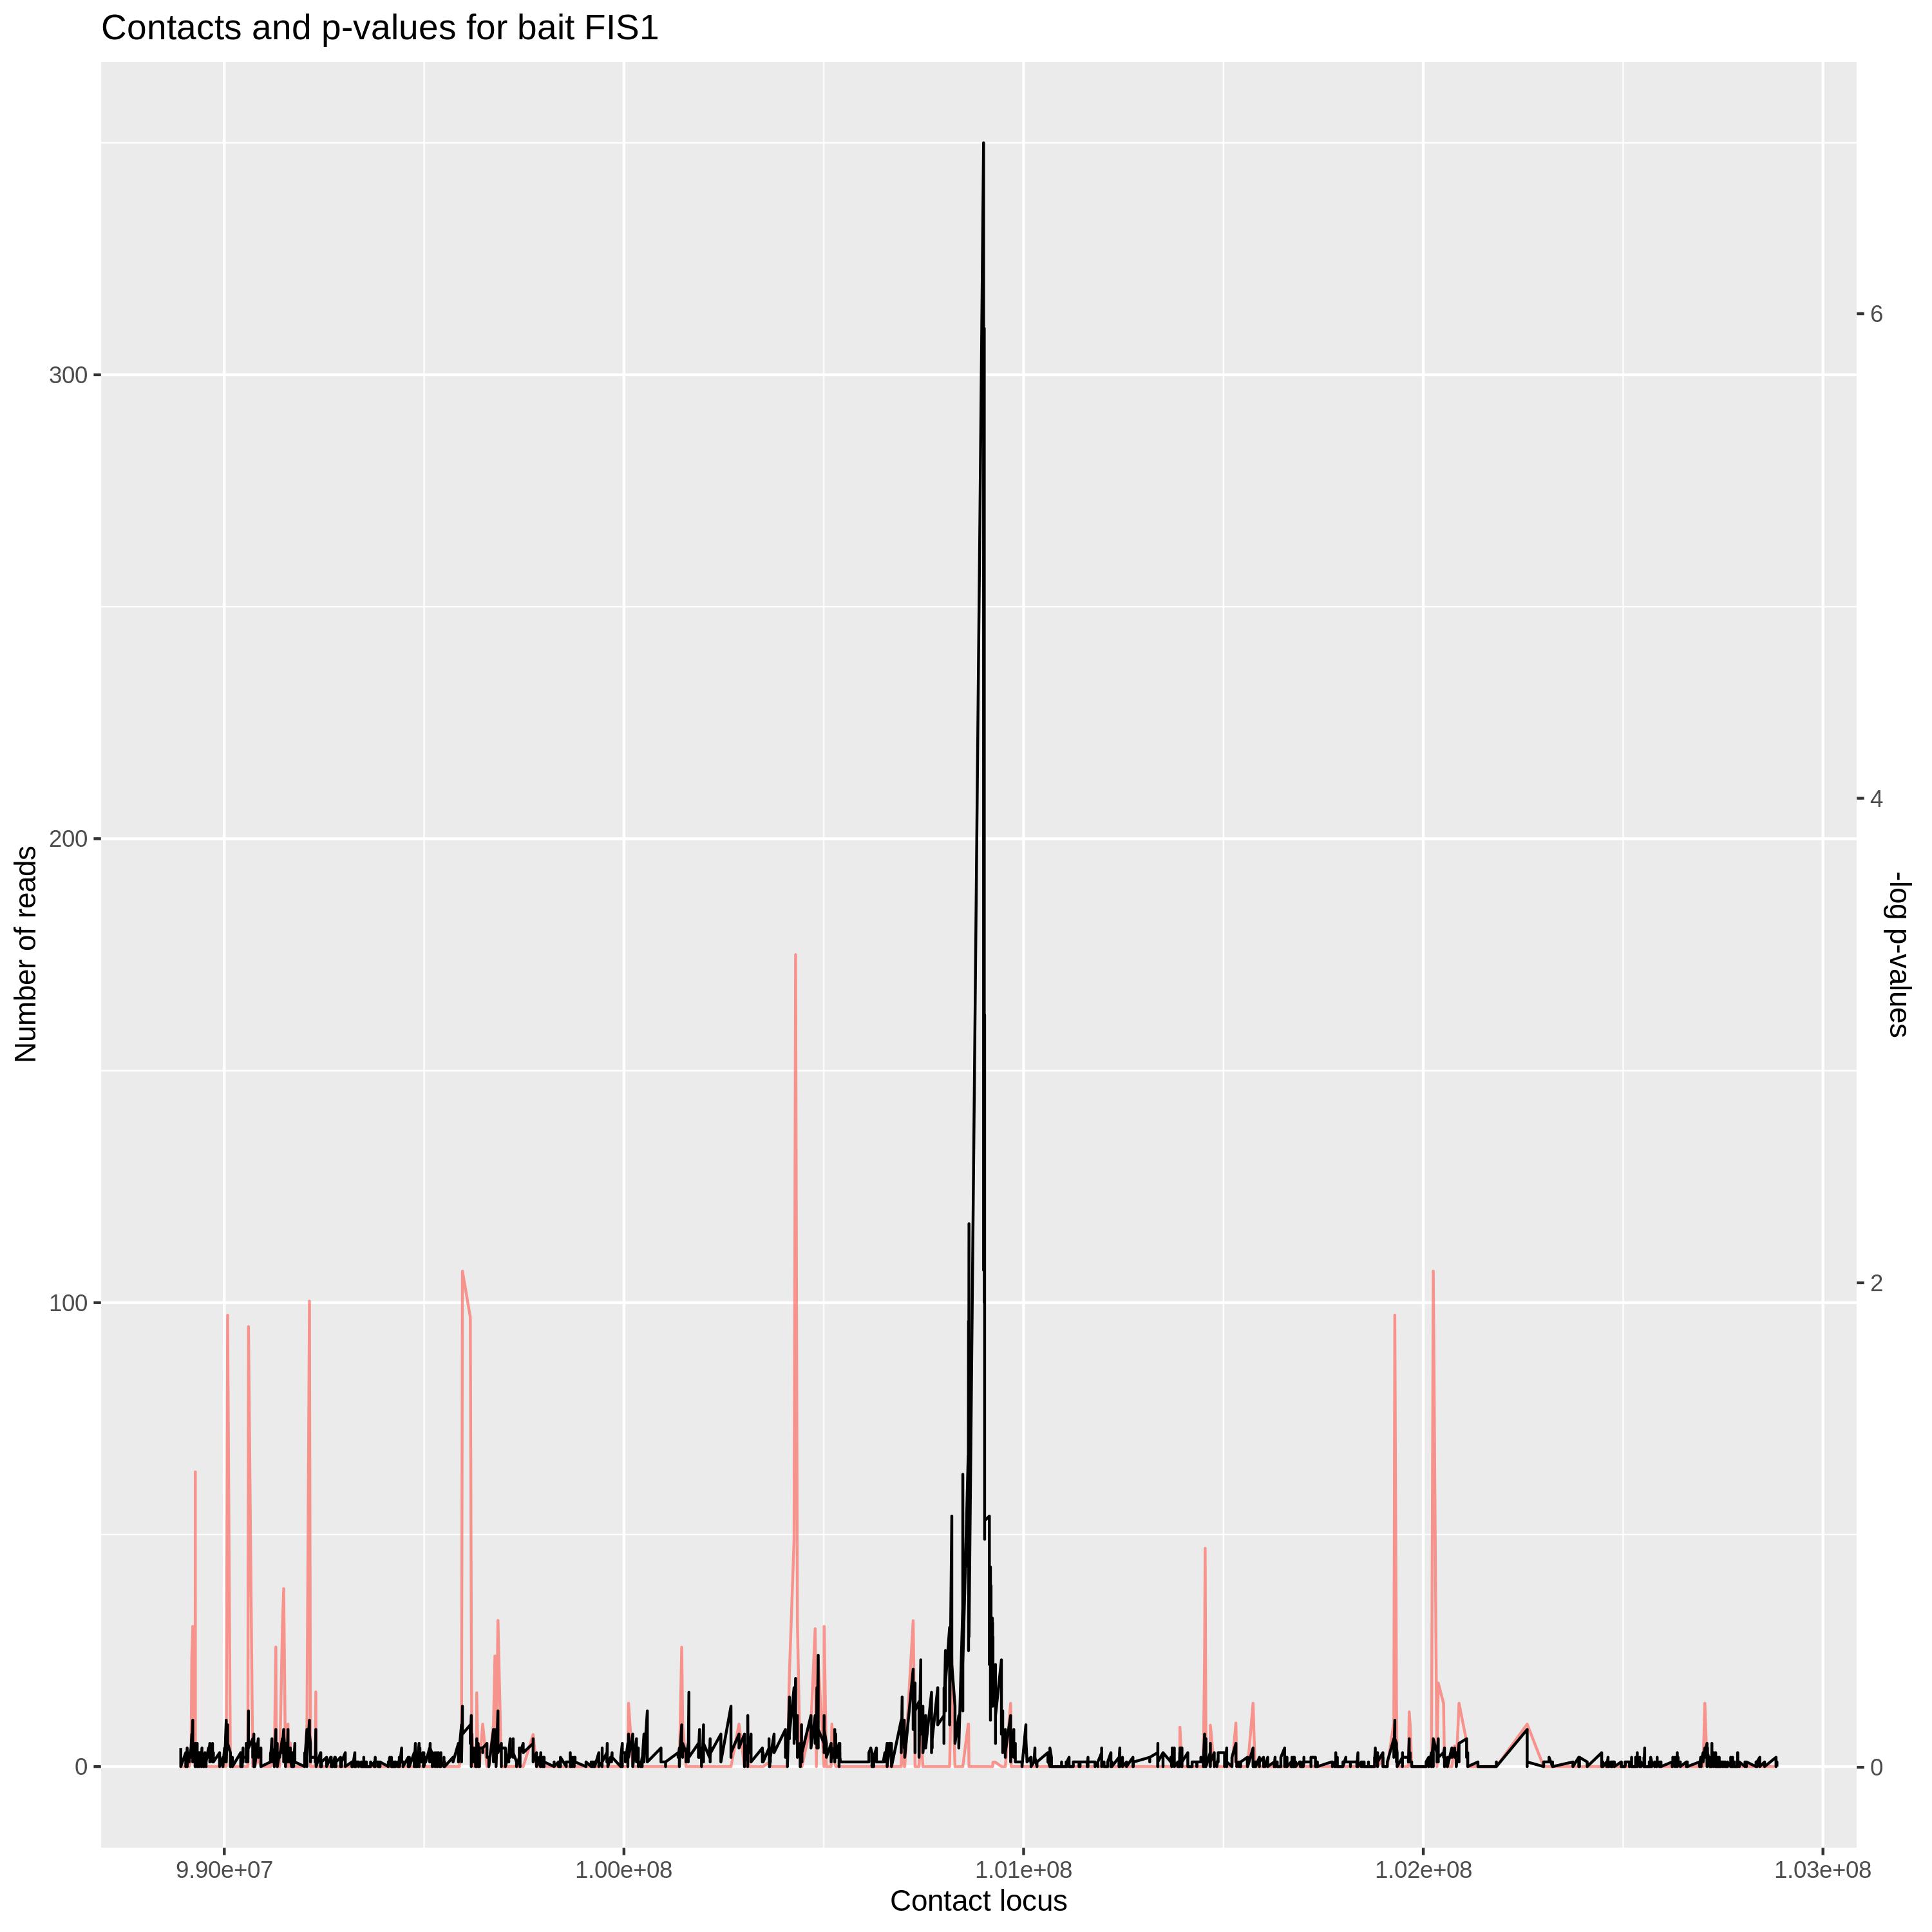 Contacts and p-values for bait FIS1
Number of reads
300
200
100
0
-log p-values
6
4
2
0
9.90e+07
1.00e+08
1.01e+08
1.02e+08
1.03e+08
Contact locus